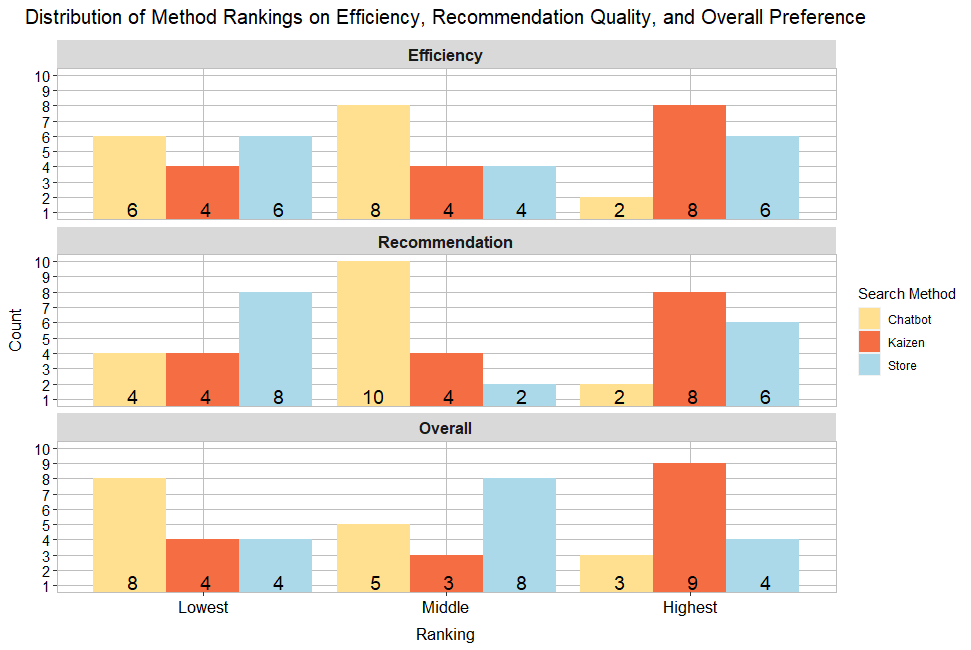 Distribution of Method Rankings on Efficiency, Recommendation Quality, and Overall Preference
Efficiency
10
9
8
7
6
5
4
3
2
1
6 4 6 8 4 4 2 8 6
Recommendation
10
9
8
7
6
5
4
3
2
1
4 4 8 10 4 2 2 8 6
Overall
10
9
8
7
6
5
4
3
2
1
8 4 4 5 3 8 3 9 4
Lowest Middle Highest
Ranking
Count
Search Method
Chatbot
Kaizen
Store